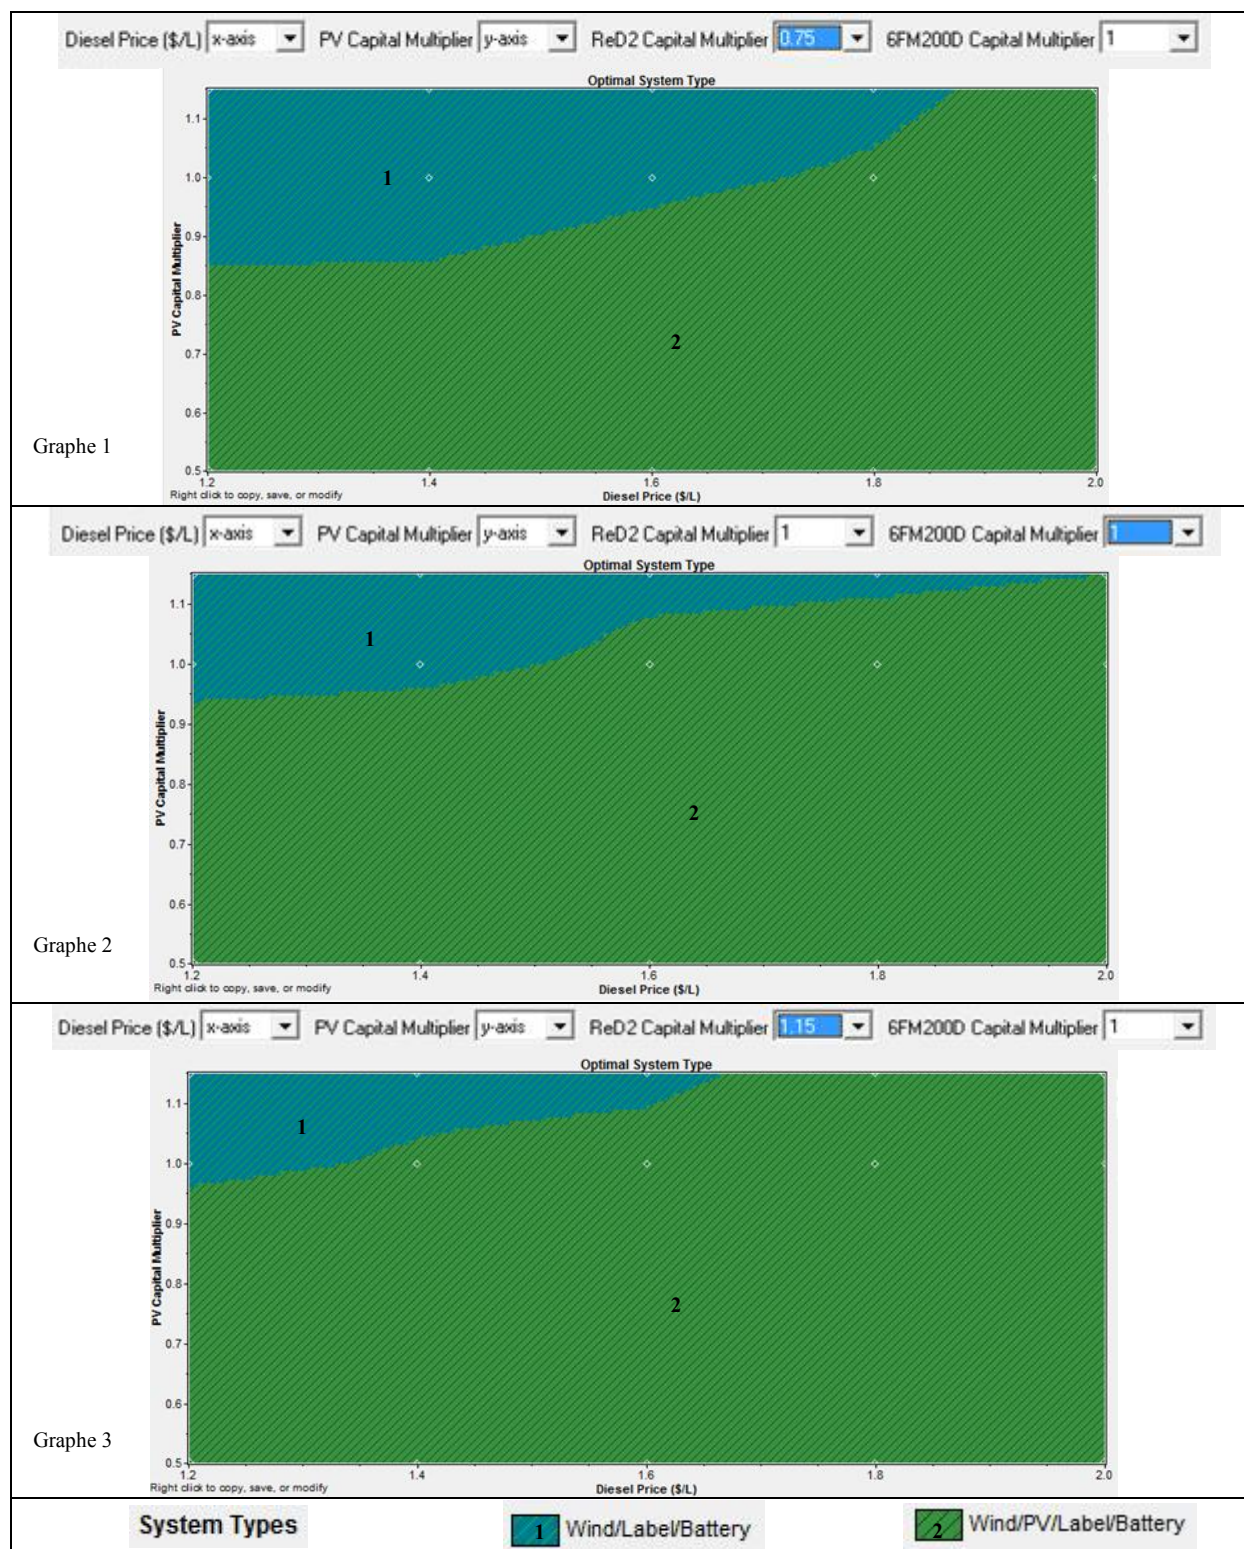 Diesel Price ($/L) x-axis PV Capital Multiplier y-axis ReD2 Capital Multiplier 0.75 6FM200D Capital Multiplier 1
Optimal System Type
1.1
1.0
0.9
0.8
0.7
0.6
0.5
PV Capital Multiplier
1
2
Graphe 1
1.2 1.4 1.6 1.8 2.0
Right click to copy, save, or modify
Diesel Price ($/L)
Diesel Price ($/L) x-axis PV Capital Multiplier y-axis ReD2 Capital Multiplier 1 6FM200D Capital Multiplier 1
Optimal System Type
1.1
1.0
0.9
0.8
0.7
0.6
0.5
PV Capital Multiplier
1
2
Graphe 2
1.2 1.4 1.6 1.8 2.0
Right click to copy, save, or modify
Diesel Price ($/L)
Diesel Price ($/L) x-axis PV Capital Multiplier y-axis ReD2 Capital Multiplier 1.15 6FM200D Capital Multiplier 1
Optimal System Type
1.1
1.0
0.9
0.8
0.7
0.6
0.5
PV Capital Multiplier
1
2
Graphe 3
1.2 1.4 1.6 1.8 2.0
Right click to copy, save, or modify
Diesel Price ($/L)
System Types 1 Wind/Label/Battery 2 Wind/PV/Label/Battery